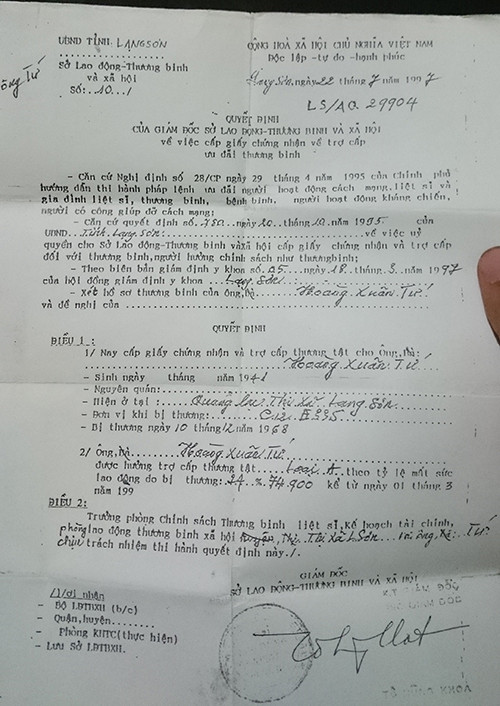 UBND TỈNH LẠNGSƠN
CỘNG HOÀ XÃ HỘI CHỦ NGHĨA VIỆT NAM
Độc lập -tự do -hạnh phúc
Sở Lao động-Thương binh
và xã hội
Số: .10../
Lạng Sơn, ngày 22 tháng 7 năm 1997
LS/AQ 29904
QUYẾT ĐỊNH
CỦA GIÁM ĐỐC SỞ LAO ĐỘNG-THƯƠNG BINH VÀ XÃ HỘI
về việc cấp giấy chứng nhận về trợ cấp
ưu đãi thương binh
- Căn cứ Nghị định số 28/CP ngày 29 tháng 4 năm 1995 của Chính phủ
hướng dẫn thi hành pháp lệnh ưu đãi người hoạt động cách mạng,liệt sĩ và
gia đình liệt sĩ, thương binh, bệnh binh, người hoạt động kháng chiến,
người có công giúp đỡ cách mạng;
- Căn cứ quyết định số 750 ngày 20 tháng 10 năm 1995 của
UBND Tỉnh Lạng Sơn về việc uỷ
quyền cho Sở Lao động-Thương binh và xã hội cấp giấy chứng nhận và trợ cấp
đối với thương binh,người hưởng chính sách như thương binh;
- Theo biên bản giám định y khoa số 05 ngày 18 tháng 3 năm 1997
của hội đồng giám định y khoa Lạng Sơn
- Xét hồ sơ thương binh của ông,bà Hoàng Xuân Tứ
và đề nghị của
QUYẾT ĐỊNH
ĐIỀU 1 :
1/ Nay cấp giấy chứng nhận và trợ cấp thương tật cho Ông,Bà:
Hoàng Xuân Tứ
- Sinh ngày tháng năm 1941
- Nguyên quán:
- Hiện ở tại : Thị Xã Lạng Sơn
- Đơn vị khi bị thương: C12 E335
- Bị thương ngày 10 tháng 12 năm 1968
2/ Ông,Bà Hoàng Xuân Tứ
được hưởng trợ cấp thương tật Loại A theo tỷ lệ mất sức
lao động do bị thương: 24 % 74.900 kể từ ngày 01 tháng 3
năm 199
ĐIỀU 2:
Trưởng phòng Chính sách Thương binh liệt sĩ,Kế hoạch tài chính,
phòng lao động thương binh xã hội Thị Xã LSơn và ông,bà: Tứ
chịu trách nhiệm thi hành quyết định này./.
GIÁM ĐỐC
SỞ LAO ĐỘNG-THƯƠNG BINH VÀ XÃ HỘI
K.T GIÁM ĐỐC
PHÓ GIÁM ĐỐC
nơi nhận
- Bộ LĐTBXH (b/c)
- Quận,huyện
- Phòng KHTC(thực hiện)
- Lưu Sở LĐTBXH.